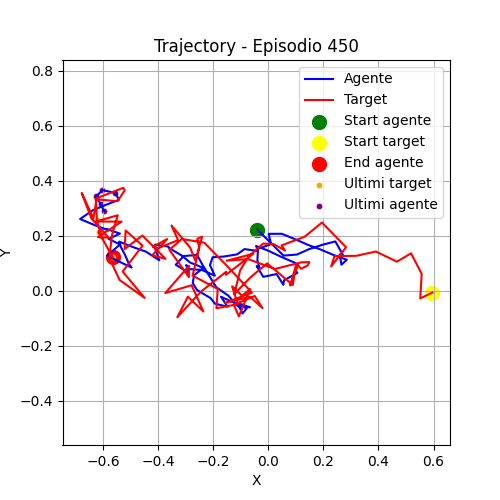 Trajectory - Episodio 450
Agente
Target
Start agente
Start target
End agente
Ultimi target
Ultimi agente
0.8
0.6
0.4
0.2
0.0
−0.2
−0.4
Y
−0.6 −0.4 −0.2 0.0 0.2 0.4 0.6
X